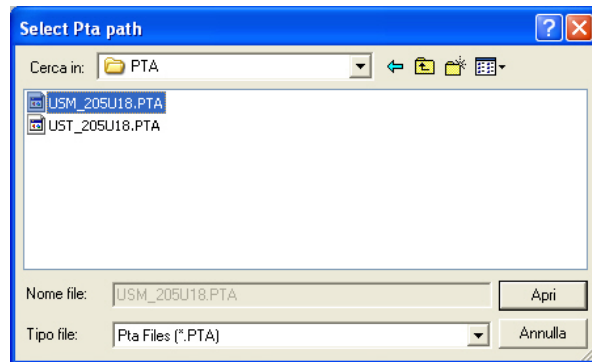 Select Pta path
Cerca in: PTA
USM_205U18.PTA
UST_205U18.PTA
Nome file: USM_205U18.PTA Apri
Tipo file: Pta Files (*.PTA) Annulla